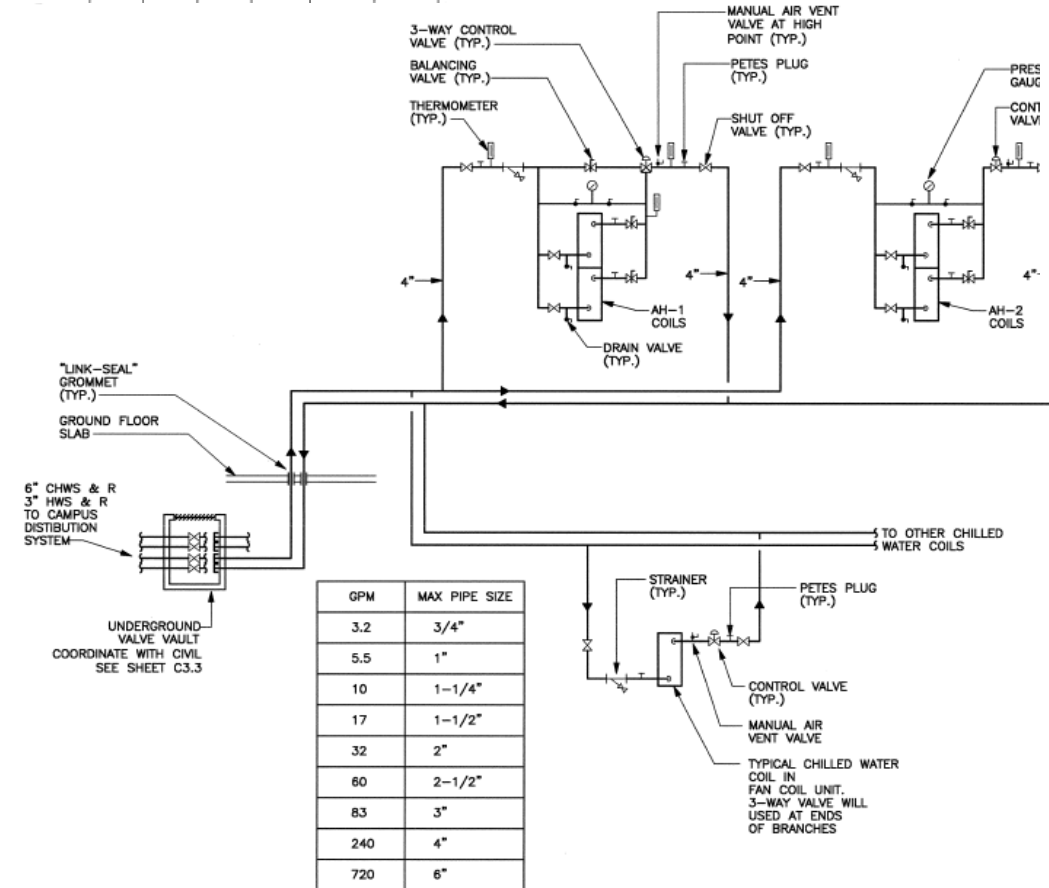 3-WAY CONTROL
VALVE (TYP.)
BALANCING
VALVE (TYP.)
THERMOMETER
(TYP.)
MANUAL AIR VENT
VALVE AT HIGH
POINT (TYP.)
PETES PLUG
(TYP.)
SHUT OFF
VALVE (TYP.)
PRES
GAUG
CONT
VALVE
4"
4"
4"
4"
AH-1
COILS
DRAIN VALVE
(TYP.)
AH-2
COILS
"LINK-SEAL"
GROMMET
(TYP.)
GROUND FLOOR
SLAB
6" CHWS & R
3" HWS & R
TO CAMPUS
DISTIBUTION
SYSTEM
UNDERGROUND
VALVE VAULT
COORDINATE WITH CIVIL
SEE SHEET C3.3
TO OTHER CHILLED
WATER COILS
STRAINER
(TYP.)
PETES PLUG
(TYP.)
CONTROL VALVE
(TYP.)
MANUAL AIR
VENT VALVE
TYPICAL CHILLED WATER
COIL IN
FAN COIL UNIT.
3-WAY VALVE WILL
USED AT ENDS
OF BRANCHES
GPM MAX PIPE SIZE
3.2 3/4"
5.5 1"
10 1-1/4"
17 1-1/2"
32 2"
60 2-1/2"
83 3"
240 4"
720 6"